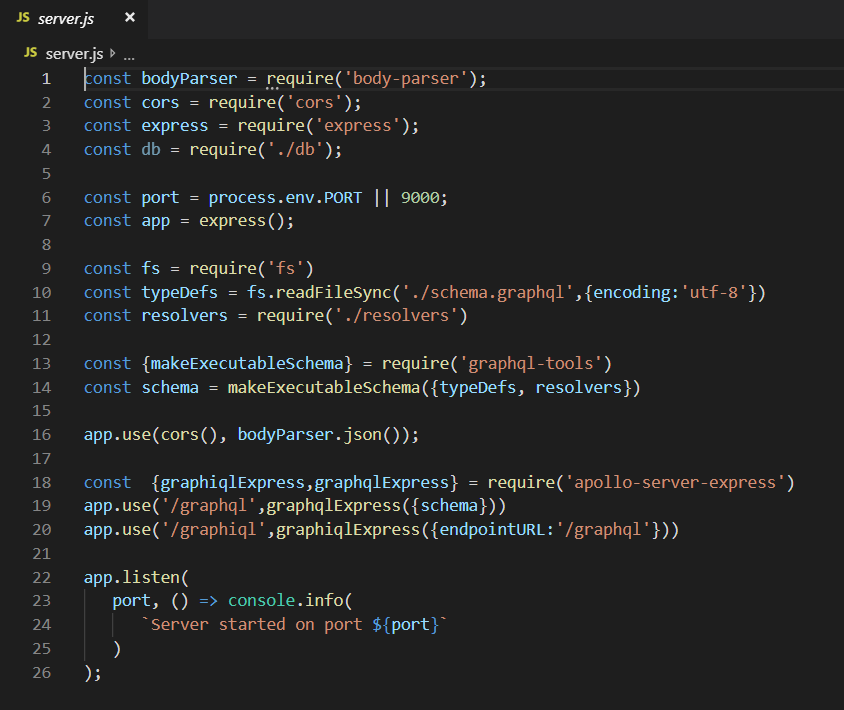 JS server.js ×
JS server.js ▹ ...
1 const bodyParser = require('body-parser');
2 const cors = require('cors');
3 const express = require('express');
4 const db = require('./db');
5
6 const port = process.env.PORT || 9000;
7 const app = express();
8
9 const fs = require('fs')
10 const typeDefs = fs.readFileSync('./schema.graphql',{encoding:'utf-8'})
11 const resolvers = require('./resolvers')
12
13 const {makeExecutableSchema} = require('graphql-tools')
14 const schema = makeExecutableSchema({typeDefs, resolvers})
15
16 app.use(cors(), bodyParser.json());
17
18 const  {graphiqlExpress,graphqlExpress} = require('apollo-server-express')
19 app.use('/graphql',graphqlExpress({schema}))
20 app.use('/graphiql',graphiqlExpress({endpointURL:'/graphql'}))
21
22 app.listen(
23    port, () => console.info(
24       `Server started on port ${port}`
25    )
26 );